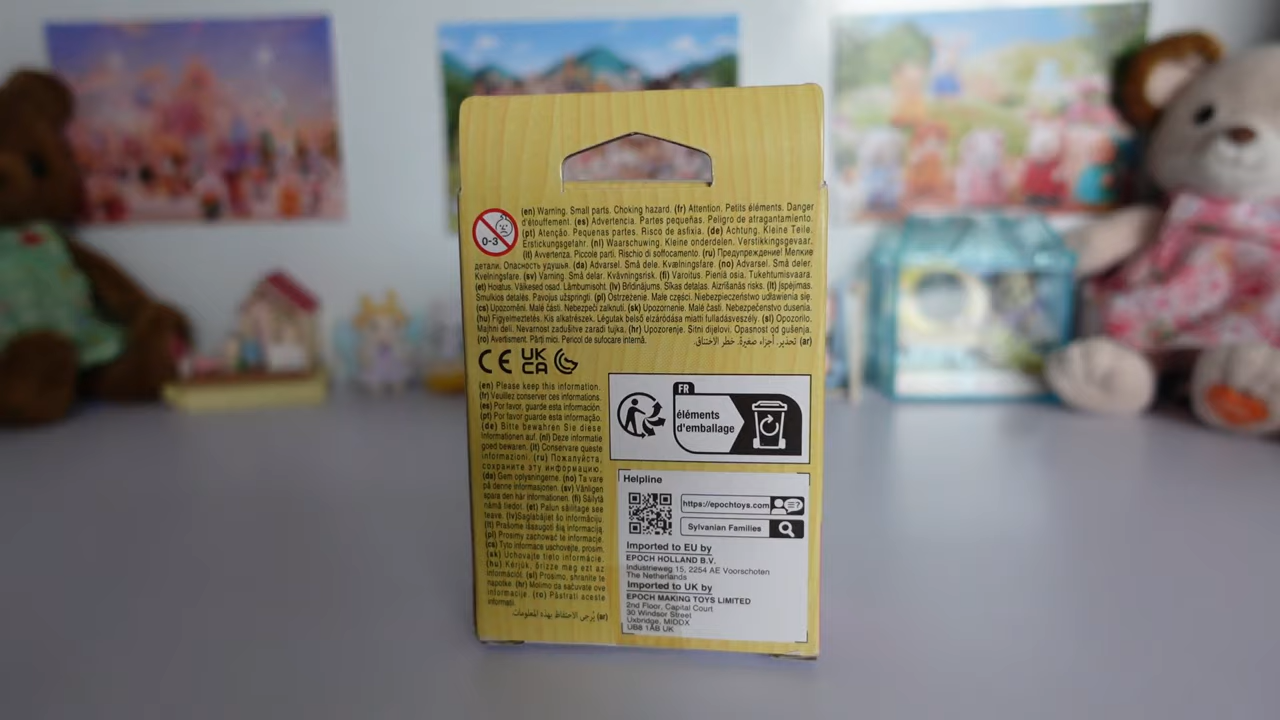 (en) Warning. Small parts. Choking hazard. (fr) Attention. Petits éléments. Danger
d'étouffement. (es) Advertencia. Partes pequeñas. Peligro de atragantamiento.
(pt) Atenção. Pequenas partes. Risco de asfixia. (de) Achtung. Kleine Teile.
Erstickungsgefahr. (nl) Waarschuwing. Kleine onderdelen. Verstikkingsgevaar.
(it) Avvertenza. Piccole parti. Rischio di soffocamento. (ru) Предупреждение! Мелкие
детали. Опасность удушья. (da) Advarsel. Små dele. Kvælningsfare. (no) Advarsel. Små deler.
Kvelningsfare. (sv) Varning. Små delar. Kvävningsrisk. (fi) Varoitus. Pieniä osia. Tukehtumisvaara.
(et) Hoiatus. Väikesed osad. Lämbumisoht. (lv) Brīdinājums. Sīkas detaļas. Aizrīšanās risks. (lt) Įspėjimas.
Smulkios detalės. Pavojus užspringti. (pl) Ostrzeżenie. Małe części. Niebezpieczeństwo udławienia się.
(cs) Upozornění. Malé části. Nebezpečí zalknutí. (sk) Upozornenie. Malé časti. Nebezpečenstvo dusenia.
(hu) Figyelmeztetés. Kis alkatrészek. Légutak belső elzáródása miatti fulladásveszély. (sl) Opozorilo.
Majhni deli. Nevarnost zadušitve zaradi tujka. (hr) Upozorenje. Sitni dijelovi. Opasnost od gušenja.
(ro) Avertisment. Părți mici. Pericol de sufocare internă.
(ar) تحذير. أجزاء صغيرة. خطر الاختناق.
0-3
CE UK
CA
(en) Please keep this information.
(fr) Veuillez conserver ces informations.
(es) Por favor, guarde esta información.
(pt) Por favor guarde esta informação.
(de) Bitte bewahren Sie diese
Informationen auf. (nl) Deze informatie
goed bewaren. (it) Conservare queste
informazioni. (ru) Пожалуйста,
сохраните эту информацию.
(da) Gem oplysningerne. (no) Ta vare
på denne informasjonen. (sv) Vänligen
spara den här informationen. (fi) Säilytä
nämä tiedot. (et) Palun säilitage see
teave. (lv) Saglabājiet šo informāciju.
(lt) Prašome išsaugoti šią informaciją.
(pl) Prosimy zachować te informacje.
(cs) Tyto informace uschovejte, prosím.
(sk) Uchovajte tieto informácie.
(hu) Kérjük, őrizze meg ezt az
információt. (sl) Prosimo, shranite te
napotke. (hr) Molimo da sačuvate ove
informacije. (ro) Păstrați aceste
informații.
(ar) يُرجى الاحتفاظ بهذه المعلومات.
FR
éléments
d'emballage
Helpline
https://epochtoys.com
Sylvanian Families
Imported to EU by
EPOCH HOLLAND B.V.
Industrieweg 15, 2254 AE Voorschoten
The Netherlands
Imported to UK by
EPOCH MAKING TOYS LIMITED
2nd Floor, Capital Court
30 Windsor Street
Uxbridge, MIDDX
UB8 1AB UK